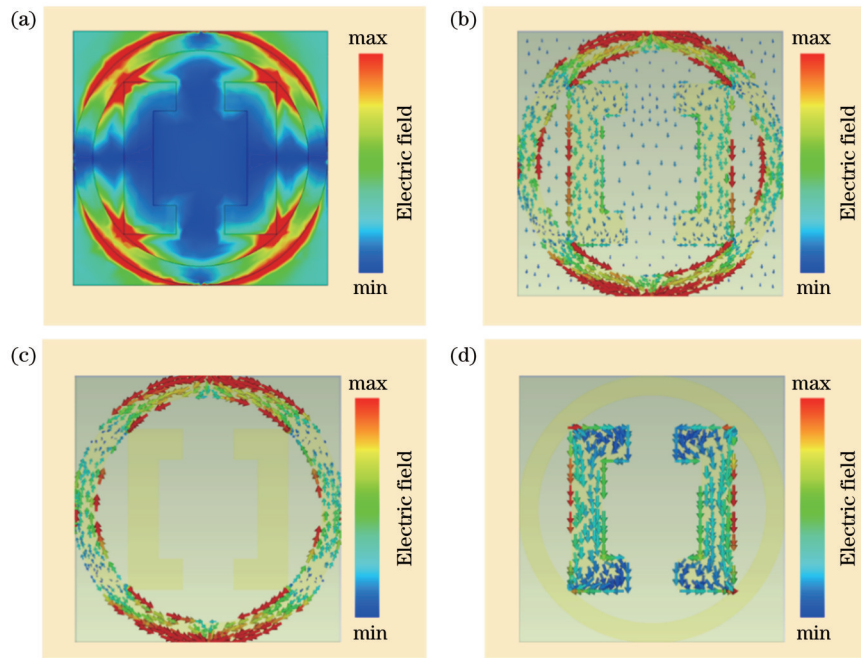 (a)
max
Electric field
min
(b)
max
Electric field
min
(c)
max
Electric field
min
(d)
max
Electric field
min